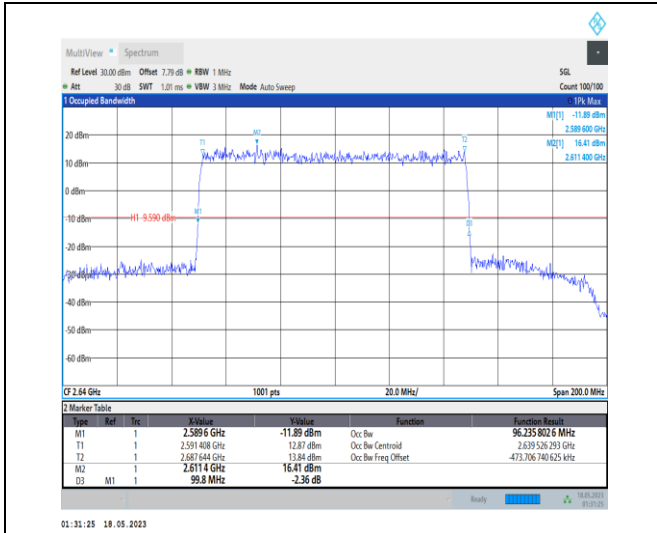 MultiView Spectrum
Ref Level 30.00 dBm Offset 7.79 dB RBW 1 MHz SGL
Att 30 dB SWT 1.01 ms VBW 3 MHz Mode Auto Sweep Count 100/100
1 Occupied Bandwidth 1Pk Max
M1[1] -11.89 dBm
2.589 600 GHz
M2[1] 16.41 dBm
2.611 400 GHz
20 dBm
T1 M2 T2
10 dBm
0 dBm
M1
-10 dBm H1 -9.590 dBm
D3
-20 dBm
-30 dBm
-40 dBm
-50 dBm
-60 dBm
CF 2.64 GHz 1001 pts 20.0 MHz/ Span 200.0 MHz
2 Marker Table
Type Ref Trc X-Value Y-Value Function Function Result
M1 1 2.5896 GHz -11.89 dBm Occ Bw 96.235 802 6 MHz
T1 1 2.591 408 GHz 12.87 dBm Occ Bw Centroid 2.639 526 293 GHz
T2 1 2.687 644 GHz 13.84 dBm Occ Bw Freq Offset -473.706 740 625 kHz
M2 1 2.6114 GHz 16.41 dBm
D3 M1 1 99.8 MHz -2.36 dB
Ready 18.05.2023
01:31:25
01:31:25 18.05.2023